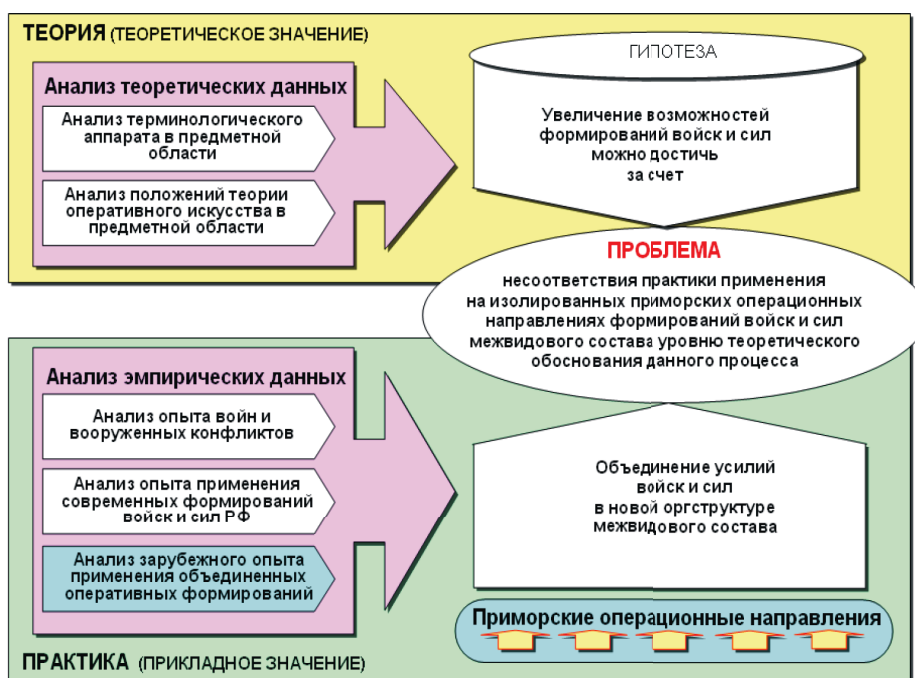 ТЕОРИЯ (ТЕОРЕТИЧЕСКОЕ ЗНАЧЕНИЕ)
Анализ теоретических данных
Анализ терминологического
аппарата в предметной
области
Анализ положений теории
оперативного искусства в
предметной области
ГИПОТЕЗА
Увеличение возможностей
формирований войск и сил
можно достичь
за счет
ПРОБЛЕМА
несоответствия практики применения
на изолированных приморских операционных
направлениях формирований войск и сил
межвидового состава уровню теоретического
обоснования данного процесса
Анализ эмпирических данных
Анализ опыта войн и
вооруженных конфликтов
Анализ опыта применения
современных формирований
войск и сил РФ
Анализ зарубежного опыта
применения объединенных
оперативных формирований
Объединение усилий
войск и сил
в новой оргструктуре
межвидового состава
Приморские операционные направления
ПРАКТИКА (ПРИКЛАДНОЕ ЗНАЧЕНИЕ)